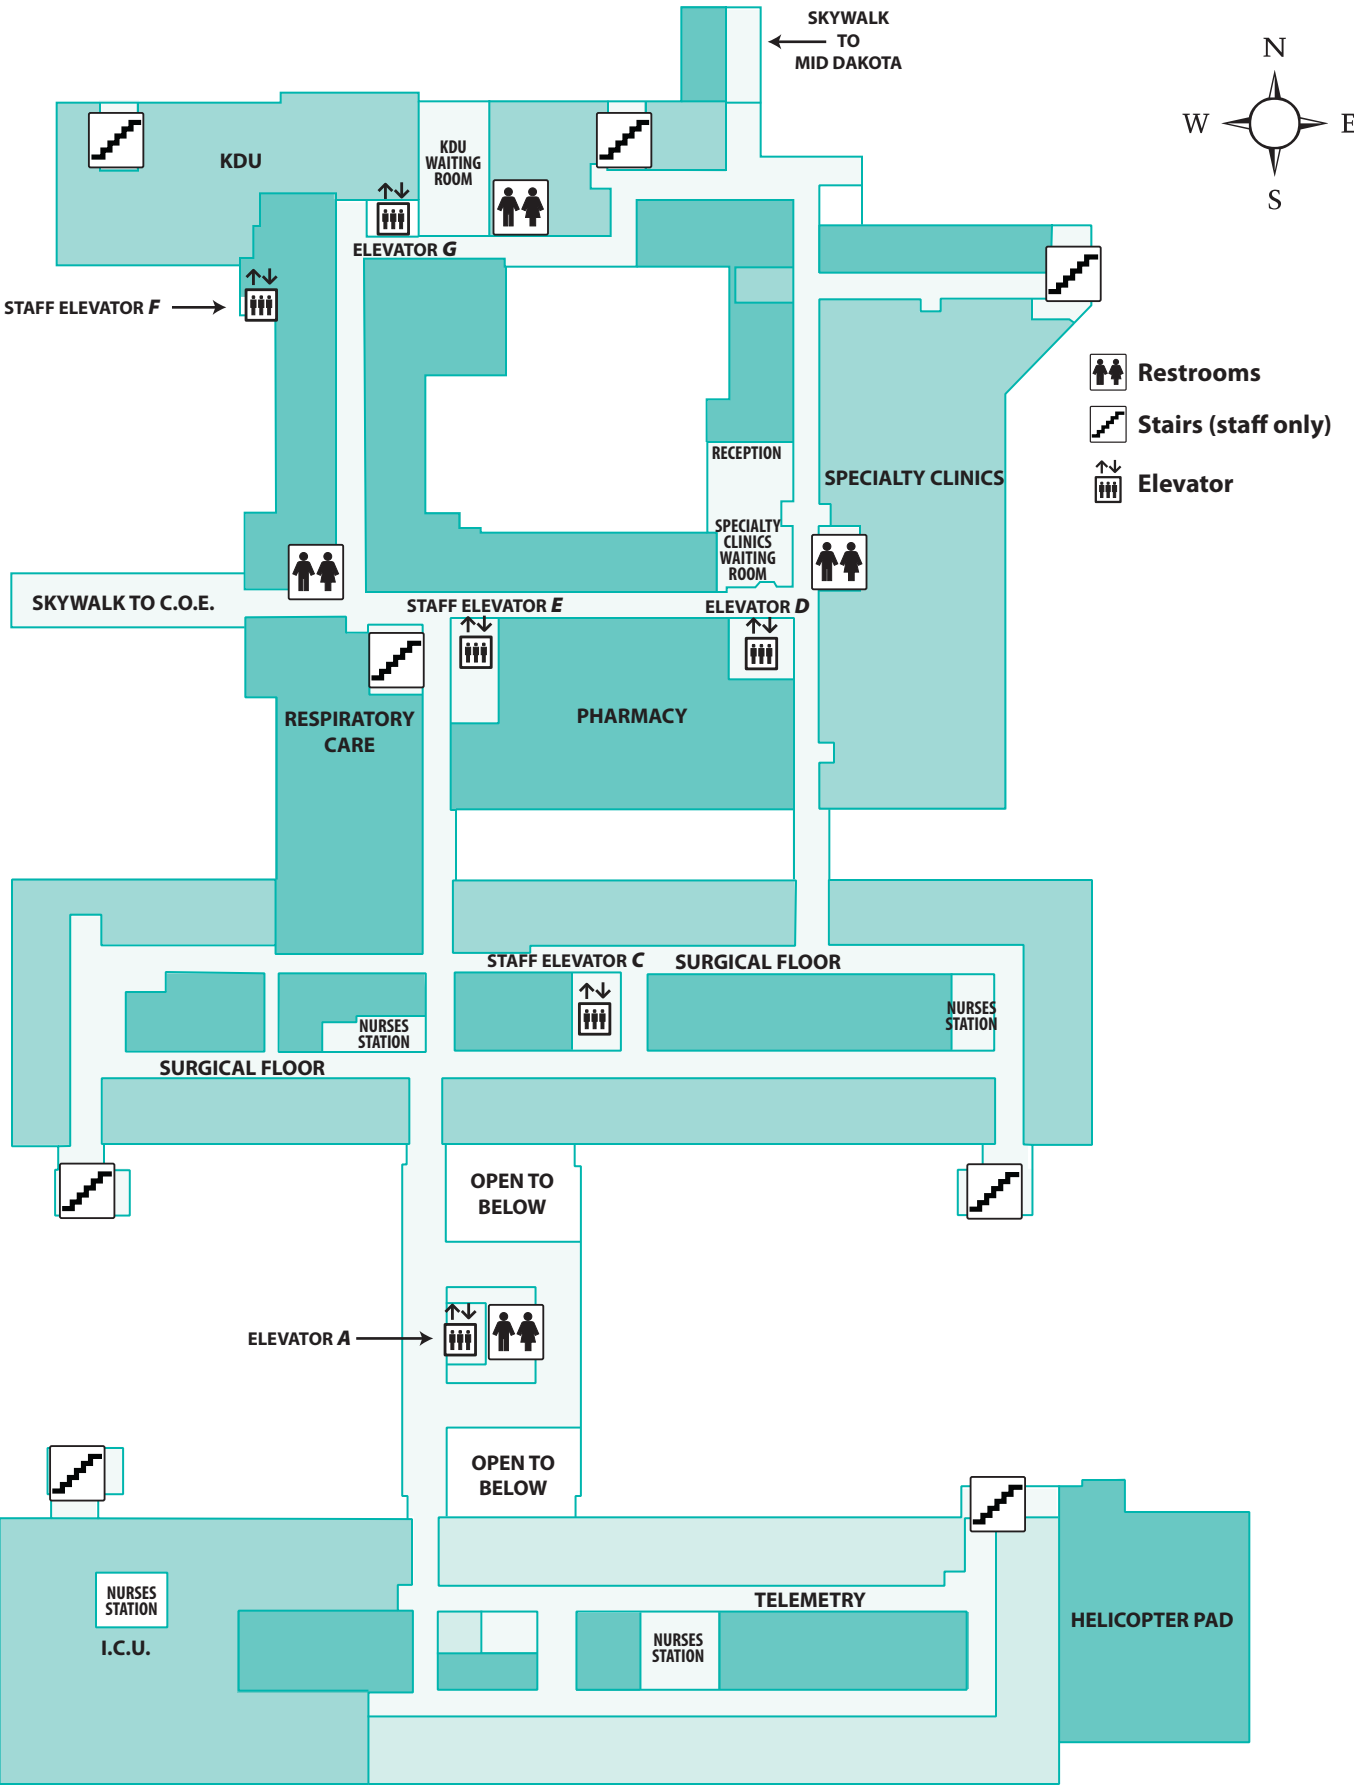 SKYWALK
TO
MID DAKOTA
N
W
E
S
KDU
KDU
WAITING
ROOM
ELEVATOR G
STAFF ELEVATOR F
Restrooms
Stairs (staff only)
Elevator
RECEPTION
SPECIALTY CLINICS
SPECIALTY
CLINICS
WAITING
ROOM
SKYWALK TO C.O.E.
STAFF ELEVATOR E
ELEVATOR D
RESPIRATORY
CARE
PHARMACY
STAFF ELEVATOR C
SURGICAL FLOOR
NURSES
STATION
NURSES
STATION
SURGICAL FLOOR
OPEN TO
BELOW
ELEVATOR A
OPEN TO
BELOW
NURSES
STATION
I.C.U.
TELEMETRY
NURSES
STATION
HELICOPTER PAD